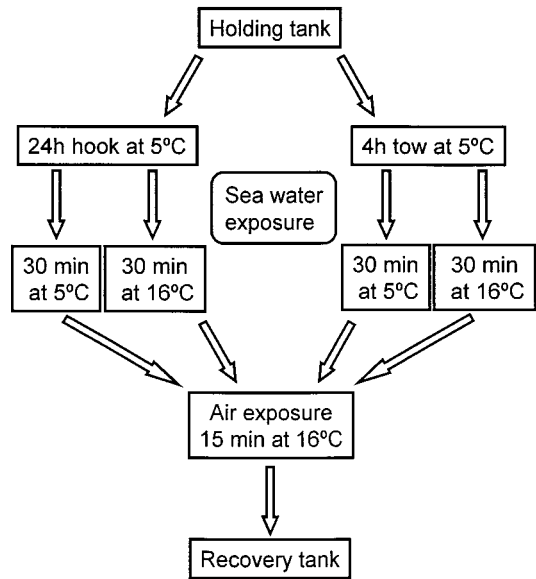 Holding tank
24h hook at 5ºC
4h tow at 5ºC
Sea water
exposure
30 min
at 5ºC
30 min
at 16ºC
30 min
at 5ºC
30 min
at 16ºC
Air exposure
15 min at 16ºC
Recovery tank